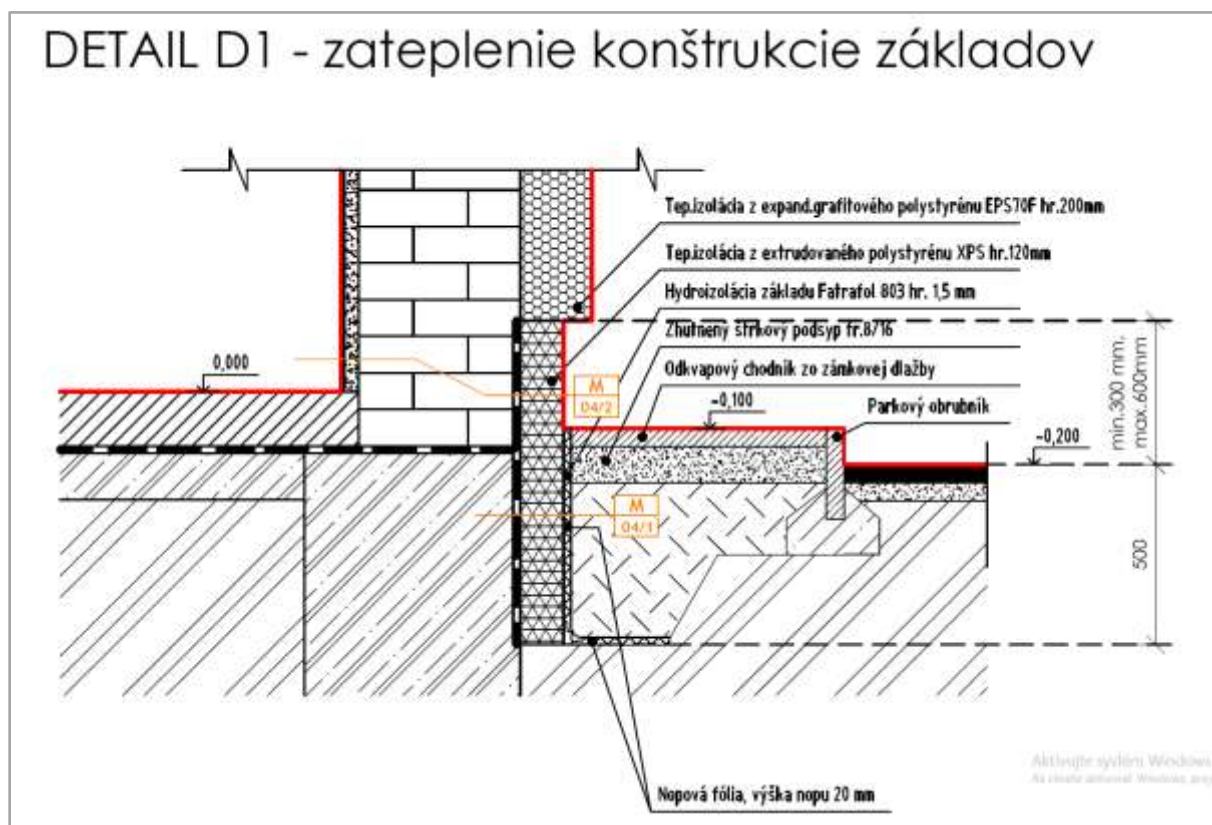 DETAIL D1 - zateplenie konštrukcie základov
Tep.izolácia z expand.grafitového polystyrénu EPS70F hr.200mm
Tep.izolácia z extrudovaného polystyrénu XPS hr.120mm
Hydroizolácia základu Fatrafol 803 hr. 1,5 mm
Zhutnený štrkový podsyp fr.8/16
0,000
Odkvapový chodník zo zámkovej dlažby
M
04/2
-0,100
Parkový obrubník
min.300 mm,
max.600mm
-0,200
M
04/1
500
Nopová fólia, výška nopu 20 mm
Aktivujte systém Windows